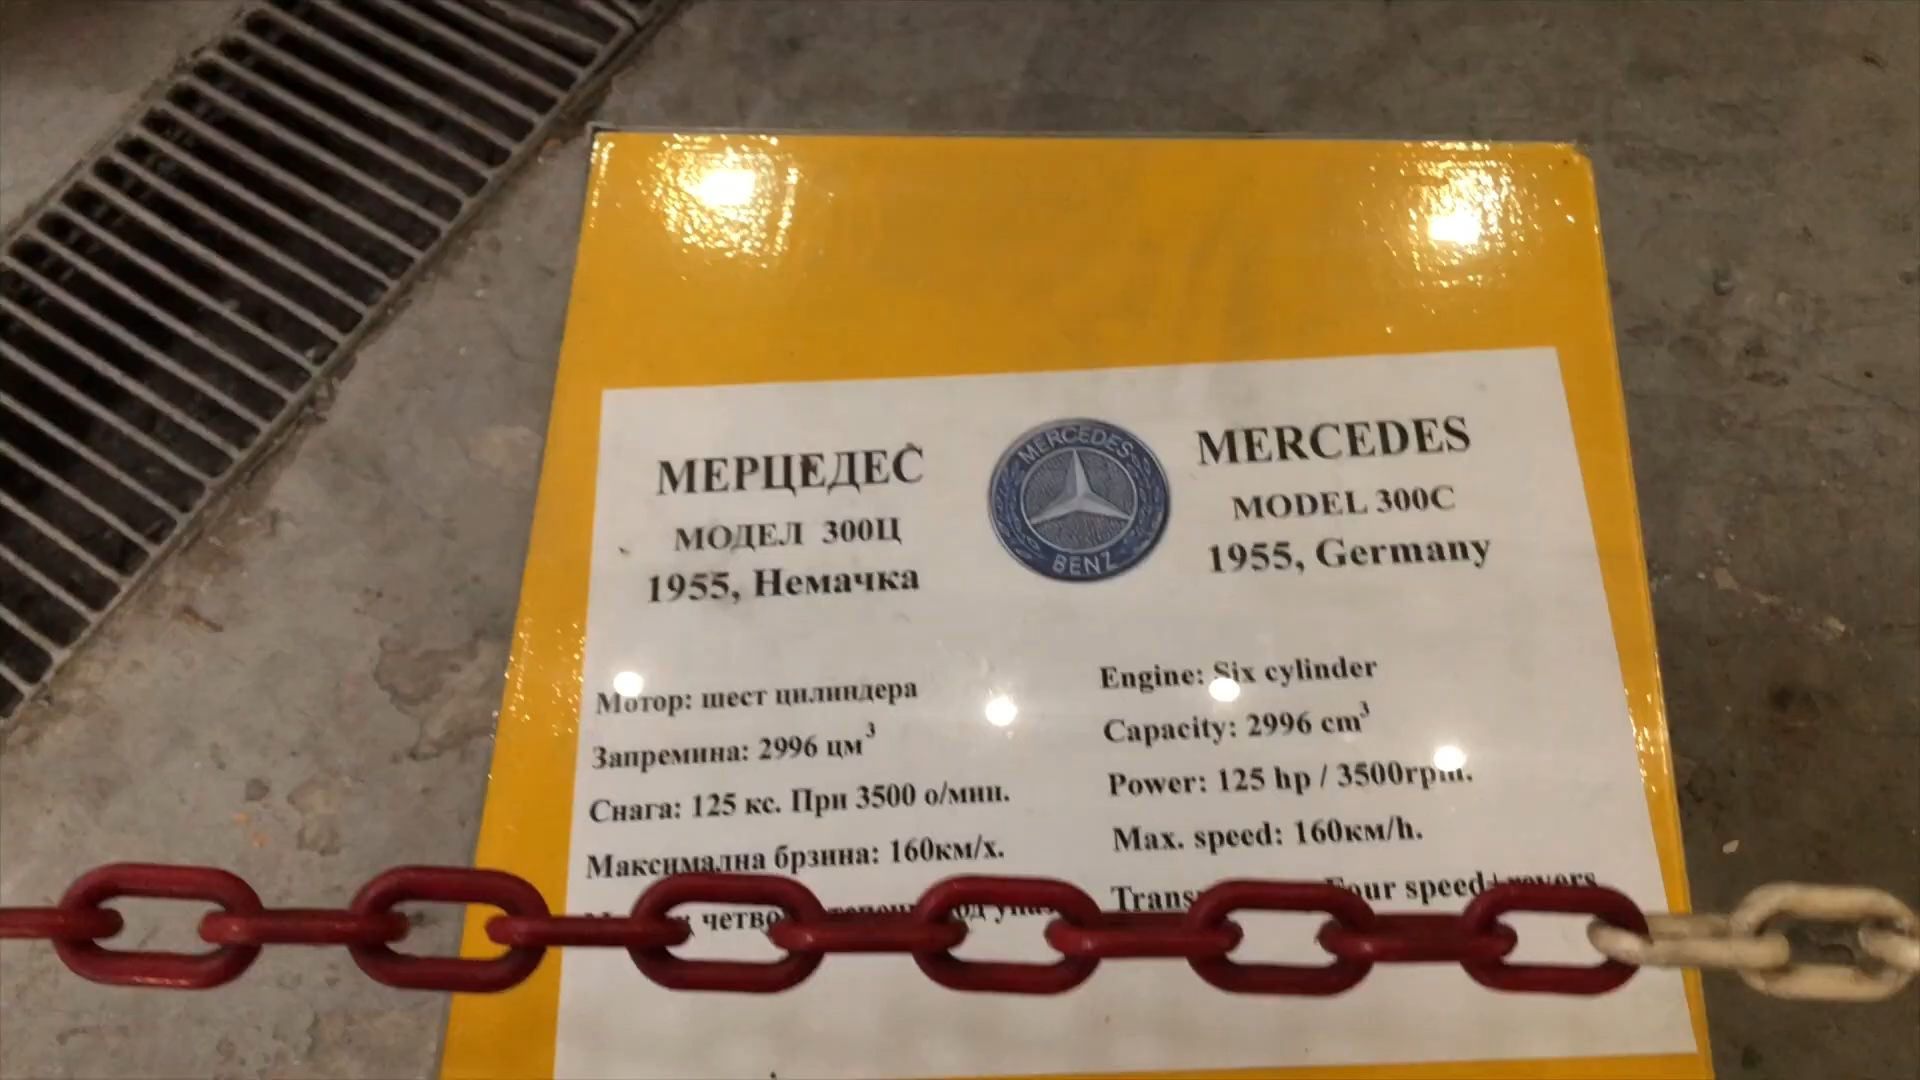 МЕРЦЕДЕС
МОДЕЛ 300Ц
1955, Немачка
Мотор: шест цилиндера
Запремина: 2996 цм³
Снага: 125 кс. При 3500 о/мин.
Максимална брзина: 160км/х.
MERCEDES
BENZ
MERCEDES
MODEL 300C
1955, Germany
Engine: Six cylinder
Capacity: 2996 cm³
Power: 125 hp / 3500rpm.
Max. speed: 160км/h.
Four speed+